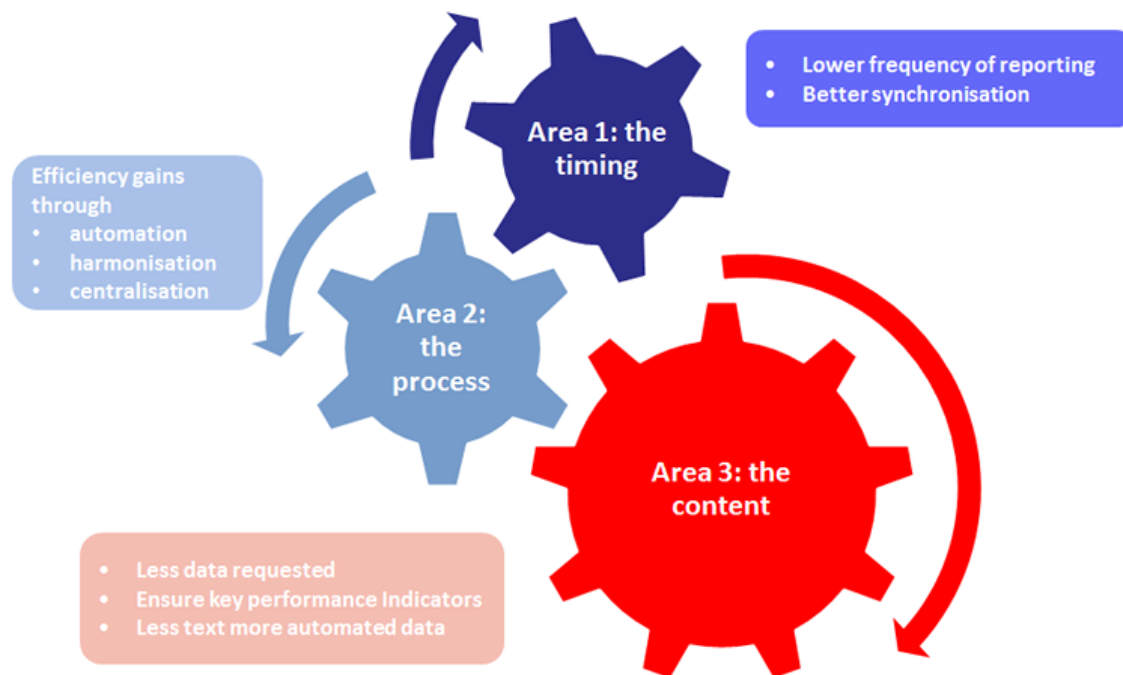 Area 1: the
timing
• Lower frequency of reporting
• Better synchronisation
Efficiency gains
through
• automation
• harmonisation
• centralisation
Area 2:
the
process
Area 3: the
content
• Less data requested
• Ensure key performance Indicators
• Less text more automated data